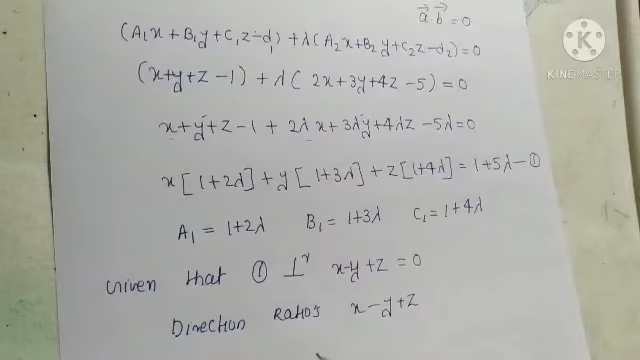 a⃗·b⃗ = 0
(A₁x + B₁y + C₁z - d₁) + λ(A₂x + B₂y + C₂z - d₂) = 0
KINEMASTER
(x+y+z-1) + λ( 2x+3y+4z-5) = 0
x+y+z-1 + 2λx+3λy+4λz -5λ=0
x[1+2λ]+y[1+3λ]+z[1+4λ] = 1+5λ-①
A₁ = 1+2λ B₁ = 1+3λ C₁ = 1+4λ
Given that ① ⊥ʳ x-y+z = 0
Direction Ratios x-y+z